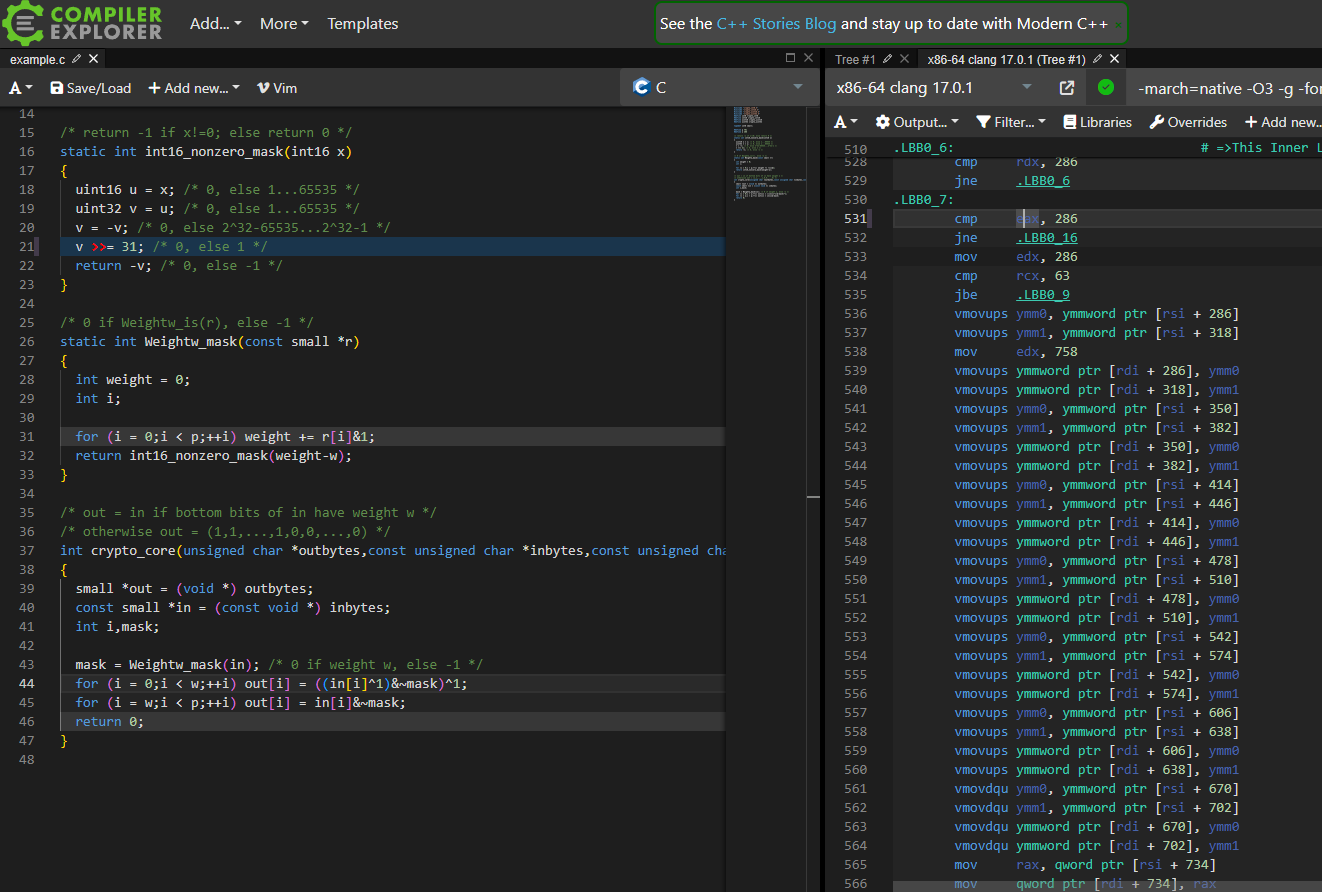 COMPILER
EXPLORER
Add... More Templates
See the C++ Stories Blog and stay up to date with Modern C++
example.c
A Save/Load + Add new... Vim
C
14
15 /* return -1 if x!=0; else return 0 */
16 static int int16_nonzero_mask(int16 x)
17 {
18 uint16 u = x; /* 0, else 1...65535 */
19 uint32 v = u; /* 0, else 1...65535 */
20 v = -v; /* 0, else 2^32-65535...2^32-1 */
21 v >>= 31; /* 0, else 1 */
22 return -v; /* 0, else -1 */
23 }
24
25 /* 0 if Weightw_is(r), else -1 */
26 static int Weightw_mask(const small *r)
27 {
28 int weight = 0;
29 int i;
30
31 for (i = 0;i < p;++i) weight += r[i]&1;
32 return int16_nonzero_mask(weight-w);
33 }
34
35 /* out = in if bottom bits of in have weight w */
36 /* otherwise out = (1,1,...,1,0,0,...,0) */
37 int crypto_core(unsigned char *outbytes,const unsigned char *inbytes,const unsigned cha
38 {
39 small *out = (void *) outbytes;
40 const small *in = (const void *) inbytes;
41 int i,mask;
42
43 mask = Weightw_mask(in); /* 0 if weight w, else -1 */
44 for (i = 0;i < w;++i) out[i] = ((in[i]^1)&~mask)^1;
45 for (i = w;i < p;++i) out[i] = in[i]&~mask;
46 return 0;
47 }
48
Tree #1 x86-64 clang 17.0.1 (Tree #1)
x86-64 clang 17.0.1 -march=native -O3 -g -fo
A Output... Filter... Libraries Overrides + Add new...
510 .LBB0_6: # =>This Inner L
528 cmp rdx, 286
529 jne .LBB0_6
530 .LBB0_7:
531 cmp eax, 286
532 jne .LBB0_16
533 mov edx, 286
534 cmp rcx, 63
535 jbe .LBB0_9
536 vmovups ymm0, ymmword ptr [rsi + 286]
537 vmovups ymm1, ymmword ptr [rsi + 318]
538 mov edx, 758
539 vmovups ymmword ptr [rdi + 286], ymm0
540 vmovups ymmword ptr [rdi + 318], ymm1
541 vmovups ymm0, ymmword ptr [rsi + 350]
542 vmovups ymm1, ymmword ptr [rsi + 382]
543 vmovups ymmword ptr [rdi + 350], ymm0
544 vmovups ymmword ptr [rdi + 382], ymm1
545 vmovups ymm0, ymmword ptr [rsi + 414]
546 vmovups ymm1, ymmword ptr [rsi + 446]
547 vmovups ymmword ptr [rdi + 414], ymm0
548 vmovups ymmword ptr [rdi + 446], ymm1
549 vmovups ymm0, ymmword ptr [rsi + 478]
550 vmovups ymm1, ymmword ptr [rsi + 510]
551 vmovups ymmword ptr [rdi + 478], ymm0
552 vmovups ymmword ptr [rdi + 510], ymm1
553 vmovups ymm0, ymmword ptr [rsi + 542]
554 vmovups ymm1, ymmword ptr [rsi + 574]
555 vmovups ymmword ptr [rdi + 542], ymm0
556 vmovups ymmword ptr [rdi + 574], ymm1
557 vmovups ymm0, ymmword ptr [rsi + 606]
558 vmovups ymm1, ymmword ptr [rsi + 638]
559 vmovups ymmword ptr [rdi + 606], ymm0
560 vmovups ymmword ptr [rdi + 638], ymm1
561 vmovdqu ymm0, ymmword ptr [rsi + 670]
562 vmovdqu ymm1, ymmword ptr [rsi + 702]
563 vmovdqu ymmword ptr [rdi + 670], ymm0
564 vmovdqu ymmword ptr [rdi + 702], ymm1
565 mov rax, qword ptr [rsi + 734]
566 mov qword ptr [rdi + 734], rax